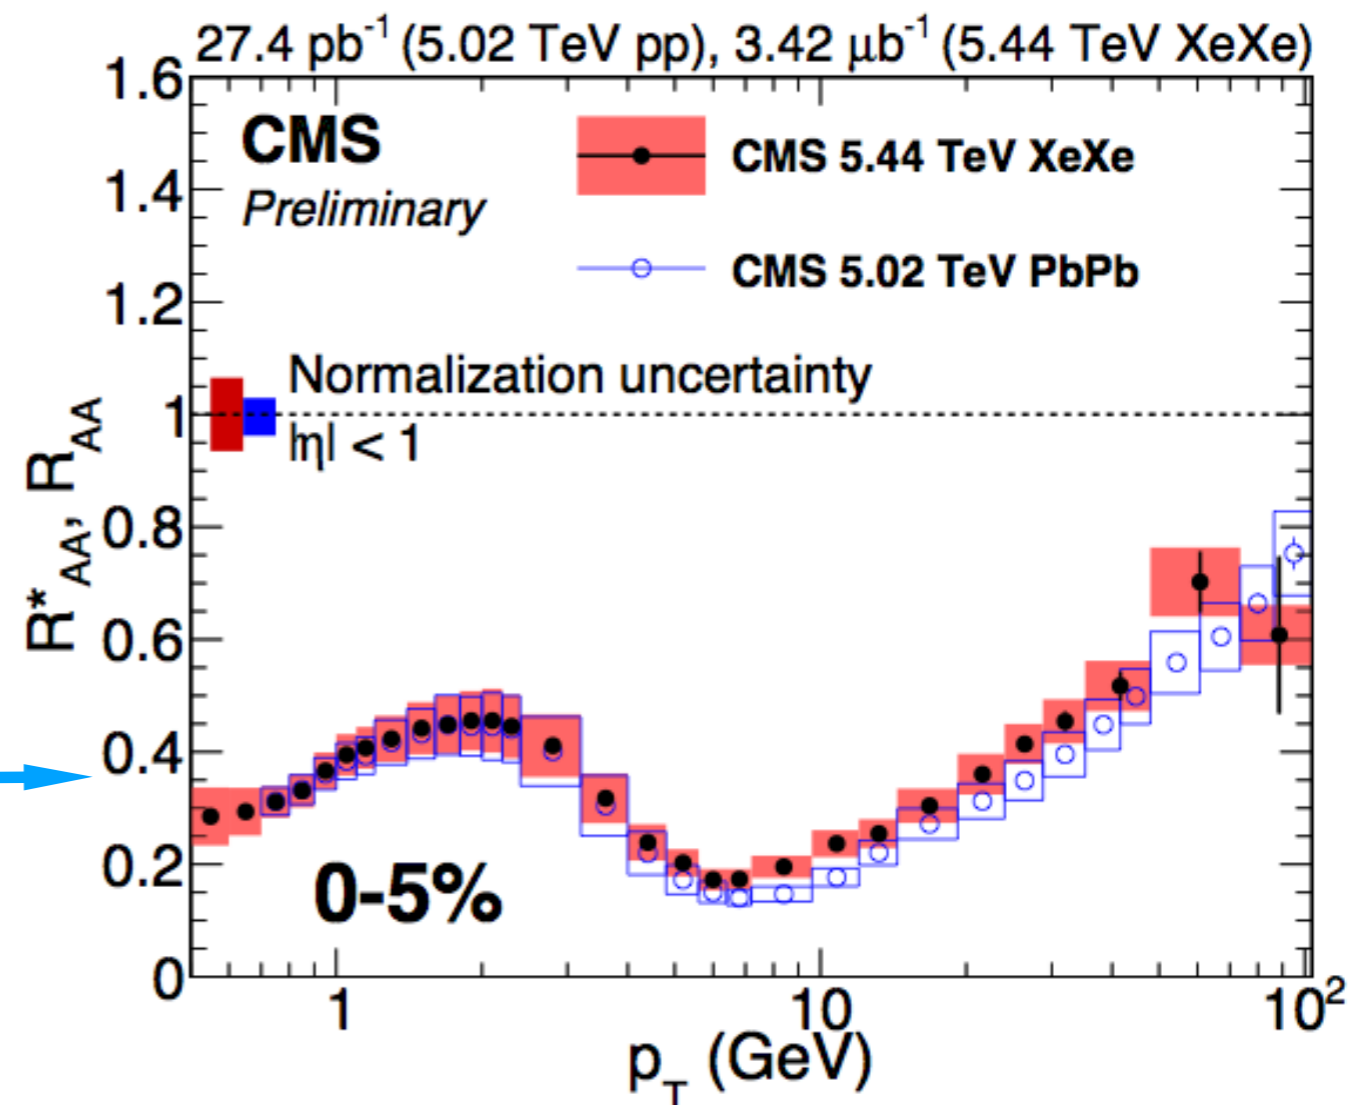 27.4 pb⁻¹ (5.02 TeV pp), 3.42 μb⁻¹ (5.44 TeV XeXe)
CMS
Preliminary
CMS 5.44 TeV XeXe
CMS 5.02 TeV PbPb
Normalization uncertainty
|η| < 1
0-5%
R*AA, RAA
1.6
1.4
1.2
1
0.8
0.6
0.4
0.2
0
1 10 10²
pT (GeV)